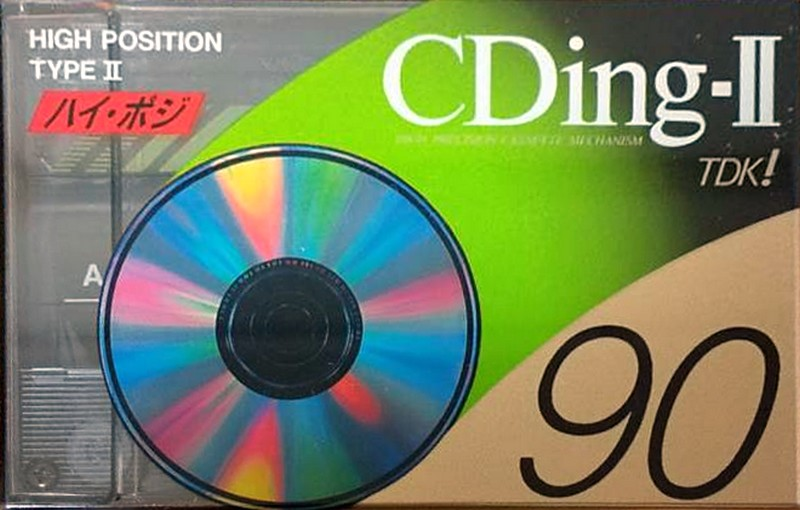 HIGH POSITION
TYPE II
ハイ・ポジ
CDing-II
HIGH PRECISION CASSETTE MECHANISM
TDK!
A
90